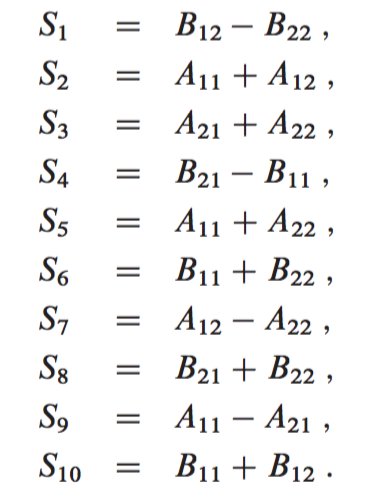 S₁ = B₁₂ − B₂₂ ,
S₂ = A₁₁ + A₁₂ ,
S₃ = A₂₁ + A₂₂ ,
S₄ = B₂₁ − B₁₁ ,
S₅ = A₁₁ + A₂₂ ,
S₆ = B₁₁ + B₂₂ ,
S₇ = A₁₂ − A₂₂ ,
S₈ = B₂₁ + B₂₂ ,
S₉ = A₁₁ − A₂₁ ,
S₁₀ = B₁₁ + B₁₂ .